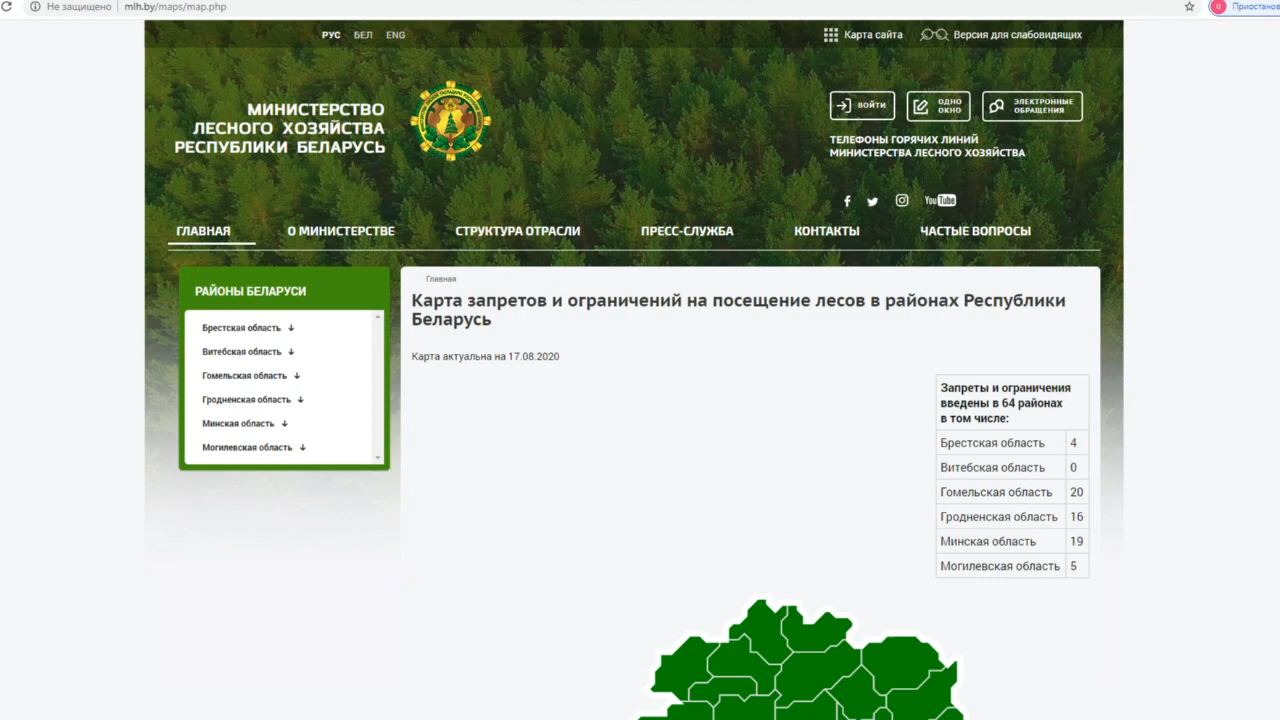 Не защищено
mlh.by/maps/map.php
Приостанов
РУС БЕЛ ENG
Карта сайта
Версия для слабовидящих
МИНИСТЕРСТВО
ЛЕСНОГО ХОЗЯЙСТВА
РЕСПУБЛИКИ БЕЛАРУСЬ
ВОЙТИ
ОДНО
ОКНО
ЭЛЕКТРОННЫЕ
ОБРАЩЕНИЯ
ТЕЛЕФОНЫ ГОРЯЧИХ ЛИНИЙ
МИНИСТЕРСТВА ЛЕСНОГО ХОЗЯЙСТВА
You Tube
ГЛАВНАЯ О МИНИСТЕРСТВЕ СТРУКТУРА ОТРАСЛИ ПРЕСС-СЛУЖБА КОНТАКТЫ ЧАСТЫЕ ВОПРОСЫ
РАЙОНЫ БЕЛАРУСИ
Брестская область ↓
Витебская область ↓
Гомельская область ↓
Гродненская область ↓
Минская область ↓
Могилевская область ↓
Главная
Карта запретов и ограничений на посещение лесов в районах Республики
Беларусь
Карта актуальна на 17.08.2020
Запреты и ограничения
введены в 64 районах
в том числе:
Брестская область 4
Витебская область 0
Гомельская область 20
Гродненская область 16
Минская область 19
Могилевская область 5